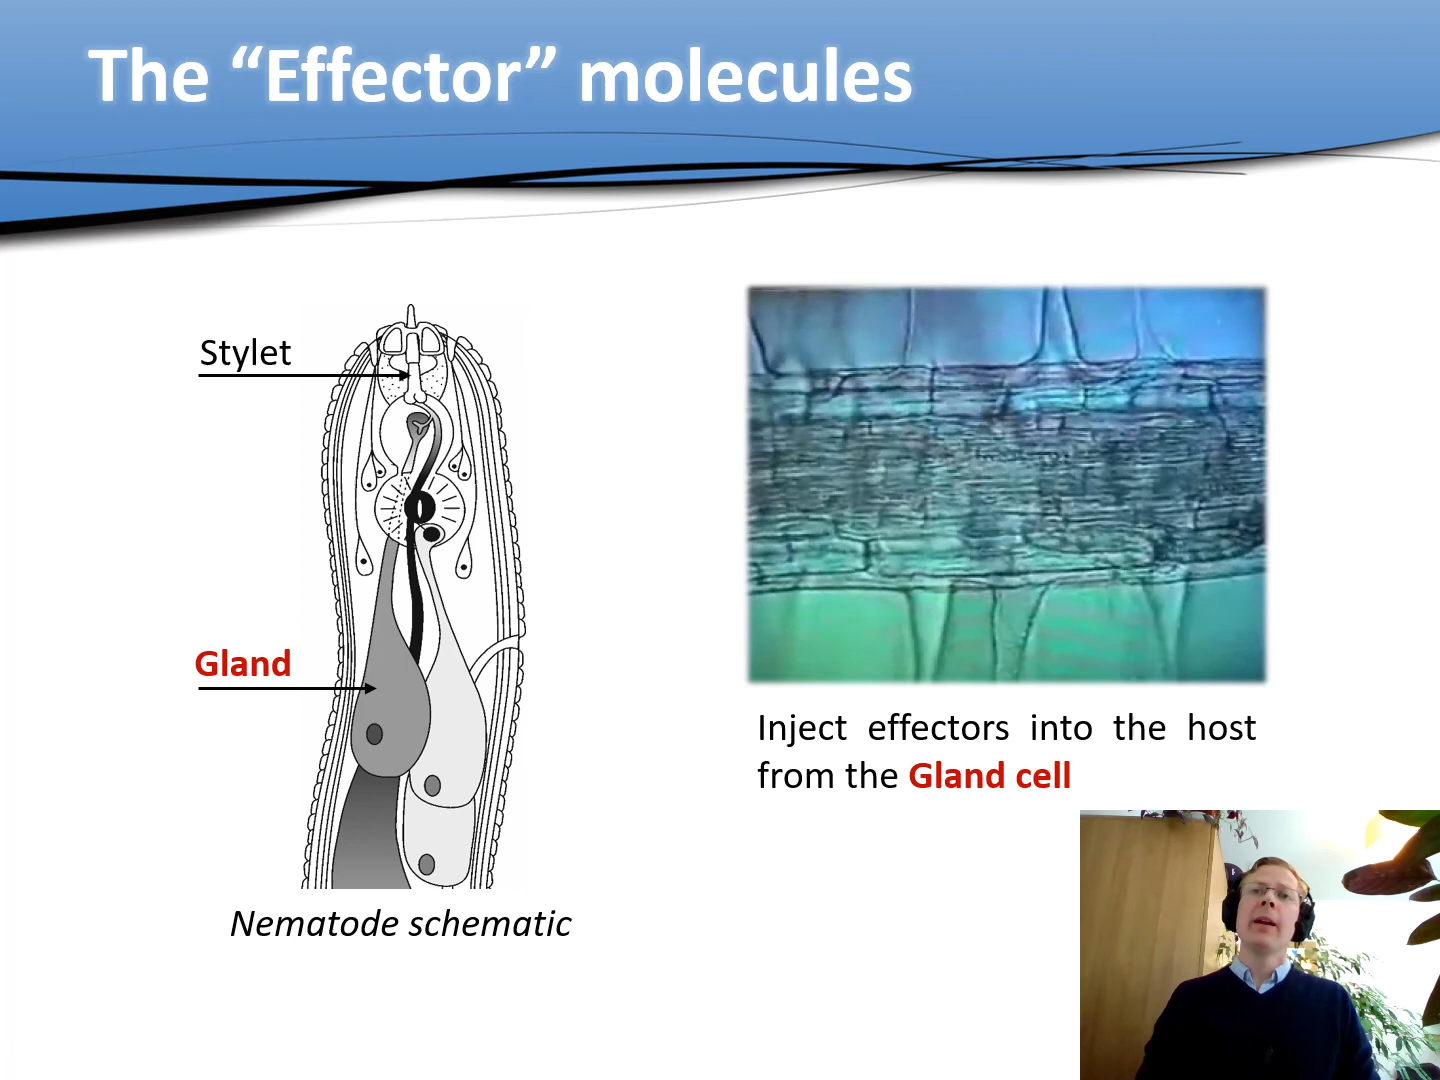 The “Effector” molecules
Stylet
Gland
Nematode schematic
Inject effectors into the host
from the Gland cell